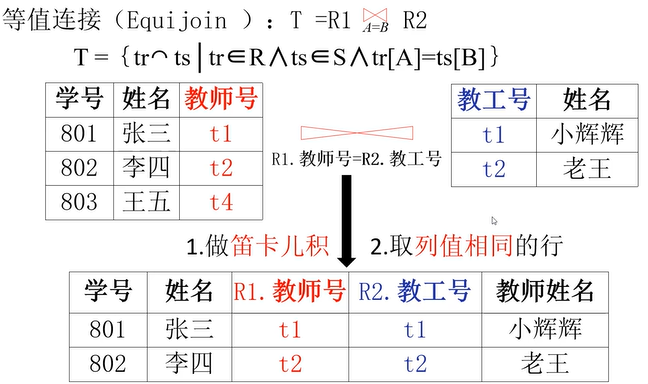 等值连接（Equijoin ）：T =R1 ⋈ R2
A=B
T =｛tr⌒ ts│tr∈R∧ts∈S∧tr[A]=ts[B]｝
学号 姓名 教师号
801 张三 t1
802 李四 t2
803 王五 t4
R1.教师号=R2.教工号
教工号 姓名
t1 小辉辉
t2 老王
1.做笛卡儿积 2.取列值相同的行
学号 姓名 R1.教师号 R2.教工号 教师姓名
801 张三 t1 t1 小辉辉
802 李四 t2 t2 老王